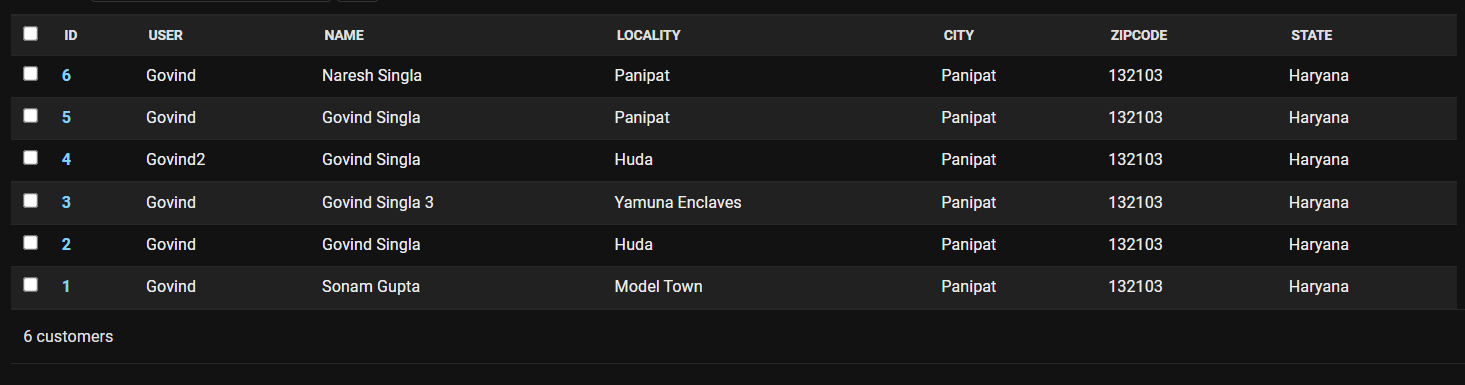 ID USER NAME LOCALITY CITY ZIPCODE STATE
6 Govind Naresh Singla Panipat Panipat 132103 Haryana
5 Govind Govind Singla Panipat Panipat 132103 Haryana
4 Govind2 Govind Singla Huda Panipat 132103 Haryana
3 Govind Govind Singla 3 Yamuna Enclaves Panipat 132103 Haryana
2 Govind Govind Singla Huda Panipat 132103 Haryana
1 Govind Sonam Gupta Model Town Panipat 132103 Haryana
6 customers